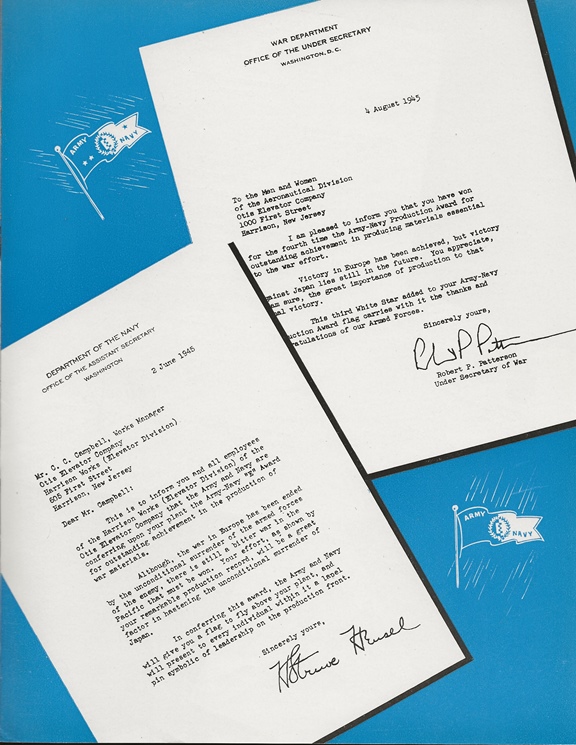 WAR DEPARTMENT
OFFICE OF THE UNDER SECRETARY
WASHINGTON, D.C.
4 August 1945
To the Men and Women
of the Aeronautical Division
Otis Elevator Company
1000 First Street
Harrison, New Jersey
I am pleased to inform you that you have won
for the fourth time the Army-Navy Production Award for
outstanding achievement in producing materials essential
to the war effort.
Victory in Europe has been achieved, but victory
ainst Japan lies still in the future. You appreciate,
am sure, the great importance of production to that
al victory.
This third White Star added to your Army-Navy
uction Award flag carries with it the thanks and
ratulations of our Armed Forces.
Sincerely yours,
Robert P. Patterson
Robert P. Patterson
Under Secretary of War
ARMY
NAVY
DEPARTMENT OF THE NAVY
OFFICE OF THE ASSISTANT SECRETARY
WASHINGTON
2 June 1945
Mr. C. C. Campbell, Works Manager
Otis Elevator Company
Harrison Works (Elevator Division)
605 First Street
Harrison, New Jersey
Dear Mr. Campbell:
This is to inform you and all employees
of the Harrison Works (Elevator Division) of the
Otis Elevator Company that the Army and Navy are
conferring upon your plant the Army-Navy "E" Award
for outstanding achievement in the production of
war materials.
Although the war in Europe has been ended
by the unconditional surrender of the armed forces
of the enemy, there is still a bitter war in the
Pacific that must be won. Your effort, as shown by
your remarkable production record, will be a great
factor in hastening the unconditional surrender of
Japan.
In conferring this award, the Army and Navy
will give you a flag to fly above your plant, and
will present to every individual within it a lapel
pin symbolic of leadership on the production front.
Sincerely yours,
H Struve Hensel
ARMY
NAVY